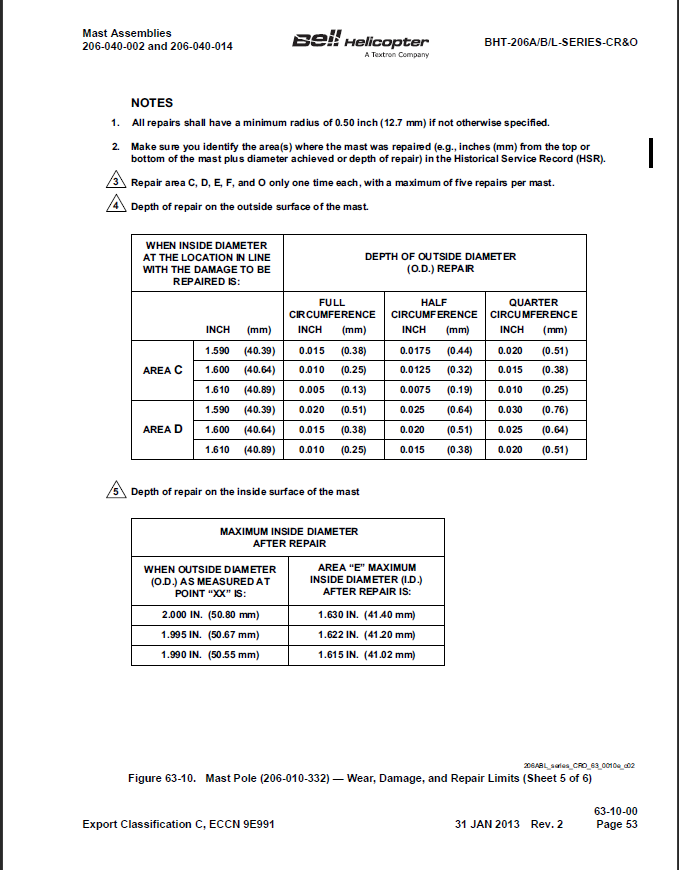 Mast Assemblies
206-040-002 and 206-040-014
Bell Helicopter
A Textron Company
BHT-206A/B/L-SERIES-CR&O
NOTES
1. All repairs shall have a minimum radius of 0.50 inch (12.7 mm) if not otherwise specified.
2. Make sure you identify the area(s) where the mast was repaired (e.g., inches (mm) from the top or
bottom of the mast plus diameter achieved or depth of repair) in the Historical Service Record (HSR).
3 Repair area C, D, E, F, and O only one time each, with a maximum of five repairs per mast.
4 Depth of repair on the outside surface of the mast.
WHEN INSIDE DIAMETER
AT THE LOCATION IN LINE
WITH THE DAMAGE TO BE
REPAIRED IS:
DEPTH OF OUTSIDE DIAMETER
(O.D.) REPAIR
FULL HALF QUARTER
CIRCUMFERENCE CIRCUMFERENCE CIRCUMFERENCE
INCH (mm) INCH (mm) INCH (mm) INCH (mm)
AREA C
1.590 (40.39) 0.015 (0.38) 0.0175 (0.44) 0.020 (0.51)
1.600 (40.64) 0.010 (0.25) 0.0125 (0.32) 0.015 (0.38)
1.610 (40.89) 0.005 (0.13) 0.0075 (0.19) 0.010 (0.25)
AREA D
1.590 (40.39) 0.020 (0.51) 0.025 (0.64) 0.030 (0.76)
1.600 (40.64) 0.015 (0.38) 0.020 (0.51) 0.025 (0.64)
1.610 (40.89) 0.010 (0.25) 0.015 (0.38) 0.020 (0.51)
5 Depth of repair on the inside surface of the mast
MAXIMUM INSIDE DIAMETER
AFTER REPAIR
WHEN OUTSIDE DIAMETER
(O.D.) AS MEASURED AT
POINT “XX” IS:
AREA “E” MAXIMUM
INSIDE DIAMETER (I.D.)
AFTER REPAIR IS:
2.000 IN. (50.80 mm) 1.630 IN. (41.40 mm)
1.995 IN. (50.67 mm) 1.622 IN. (41.20 mm)
1.990 IN. (50.55 mm) 1.615 IN. (41.02 mm)
206ABL_series_CRO_63_0010e_c02
Figure 63-10. Mast Pole (206-010-332) — Wear, Damage, and Repair Limits (Sheet 5 of 6)
63-10-00
Export Classification C, ECCN 9E991 31 JAN 2013 Rev. 2 Page 53